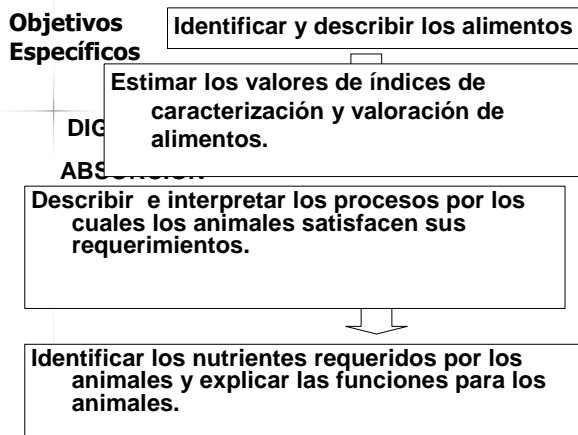 Objetivos
Específicos
Identificar y describir los alimentos
Estimar los valores de índices de
caracterización y valoración de
alimentos.
DIG
Describir e interpretar los procesos por los
cuales los animales satisfacen sus
requerimientos.
Identificar los nutrientes requeridos por los
animales y explicar las funciones para los
animales.